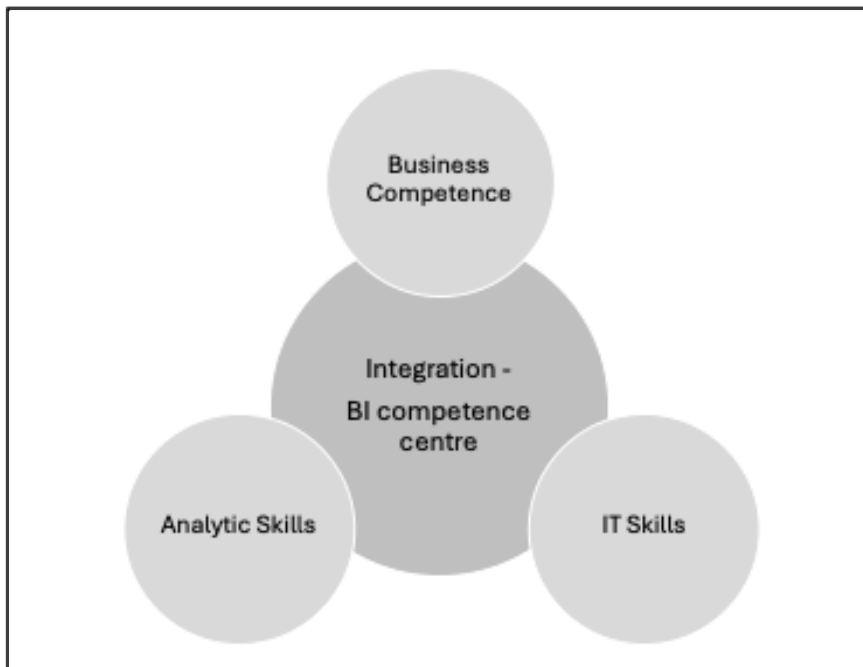 Business
Competence
Integration -
BI competence
centre
Analytic Skills
IT Skills